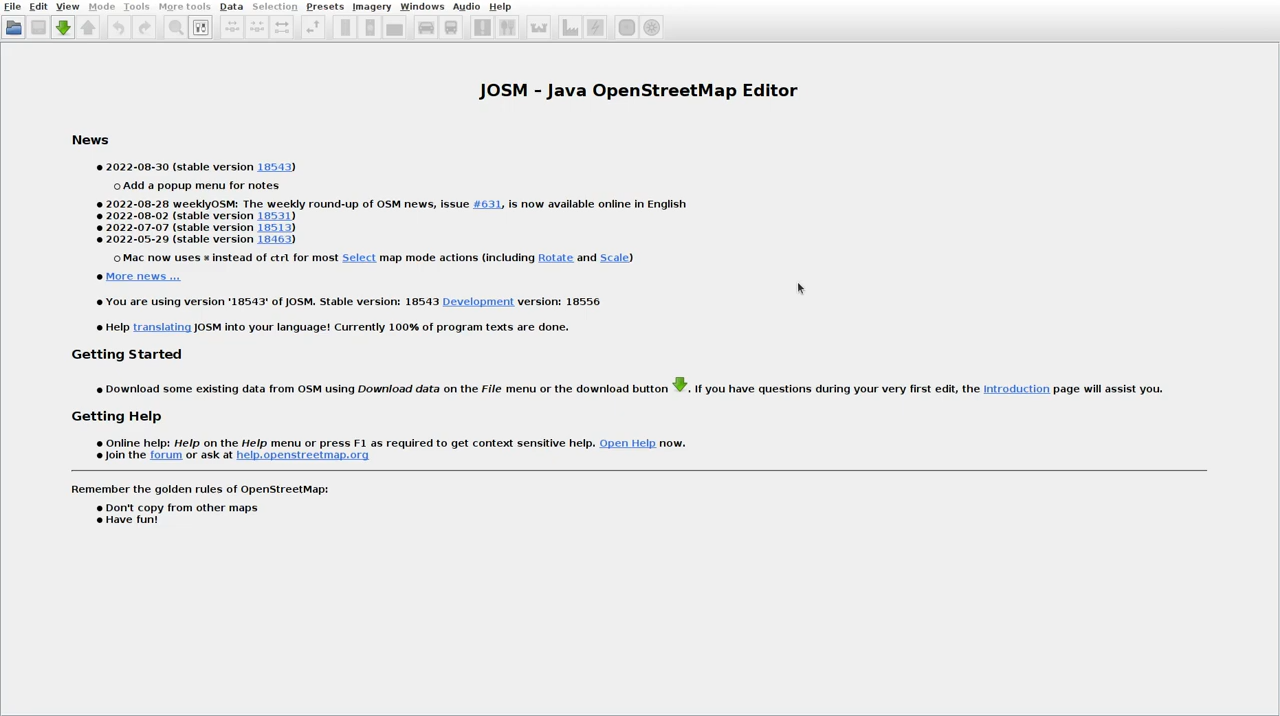 File Edit View Mode Tools More tools Data Selection Presets Imagery Windows Audio Help
JOSM – Java OpenStreetMap Editor
News
2022-08-30 (stable version 18543)
Add a popup menu for notes
2022-08-28 weeklyOSM: The weekly round-up of OSM news, issue #631, is now available online in English
2022-08-02 (stable version 18531)
2022-07-07 (stable version 18513)
2022-05-29 (stable version 18463)
Mac now uses ⌘ instead of ctrl for most Select map mode actions (including Rotate and Scale)
More news ...
You are using version '18543' of JOSM. Stable version: 18543 Development version: 18556
Help translating JOSM into your language! Currently 100% of program texts are done.
Getting Started
Download some existing data from OSM using Download data on the File menu or the download button . If you have questions during your very first edit, the Introduction page will assist you.
Getting Help
Online help: Help on the Help menu or press F1 as required to get context sensitive help. Open Help now.
Join the forum or ask at help.openstreetmap.org
Remember the golden rules of OpenStreetMap:
Don't copy from other maps
Have fun!